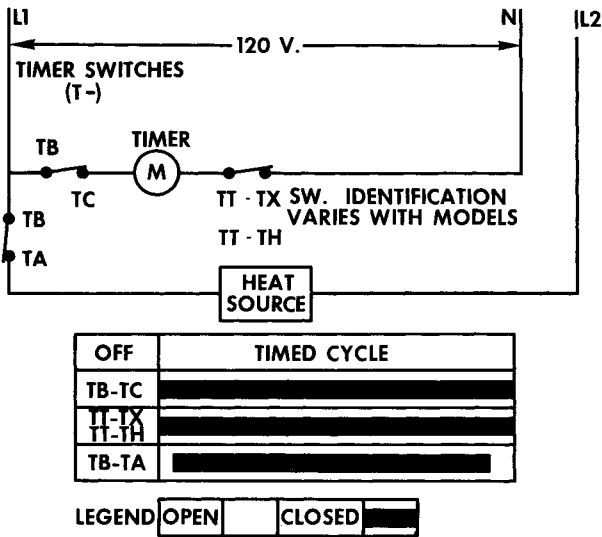 L1
N
L2
120 V.
TIMER SWITCHES
(T-)
TB
TIMER
M
TC
TT - TX SW. IDENTIFICATION
VARIES WITH MODELS
TT - TH
TB
TA
HEAT
SOURCE
OFF TIMED CYCLE
TB-TC
TT-TX
TT-TH
TB-TA
LEGEND OPEN CLOSED